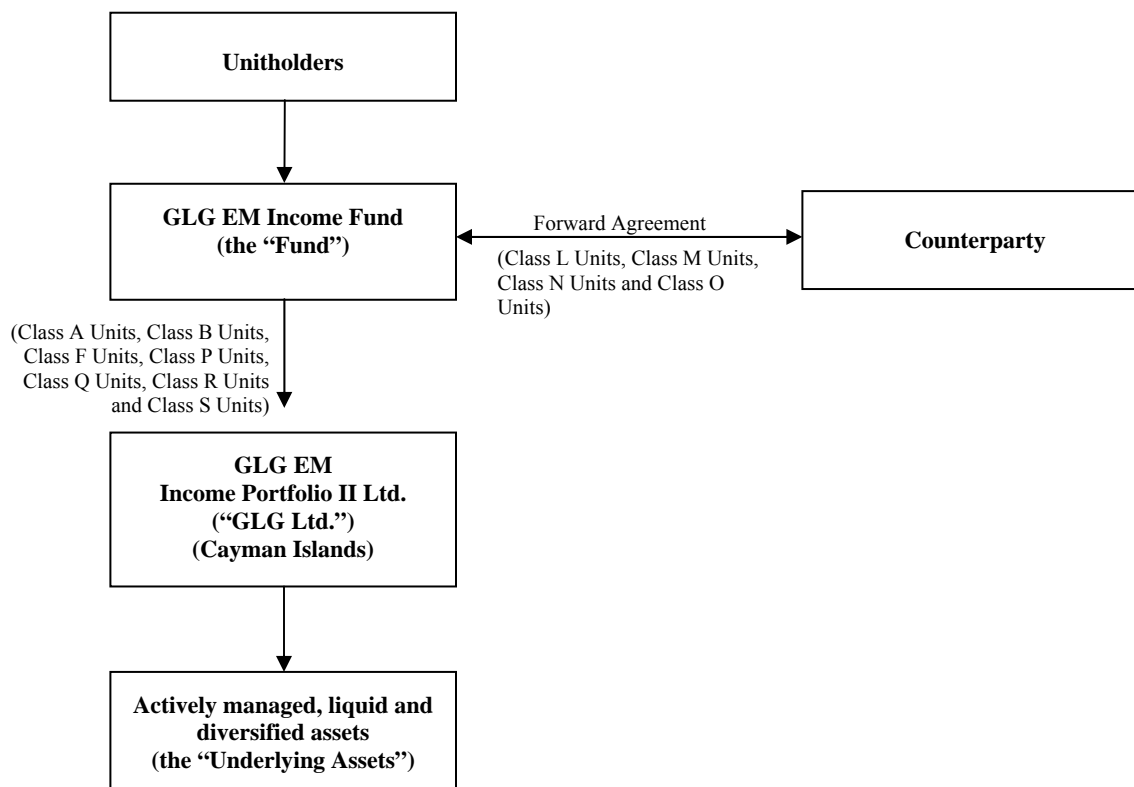 Unitholders
GLG EM Income Fund
(the “Fund”)
Forward Agreement
(Class L Units, Class M Units,
Class N Units and Class O
Units)
Counterparty
(Class A Units, Class B Units,
Class F Units, Class P Units,
Class Q Units, Class R Units
and Class S Units)
GLG EM
Income Portfolio II Ltd.
(“GLG Ltd.”)
(Cayman Islands)
Actively managed, liquid and
diversified assets
(the “Underlying Assets”)